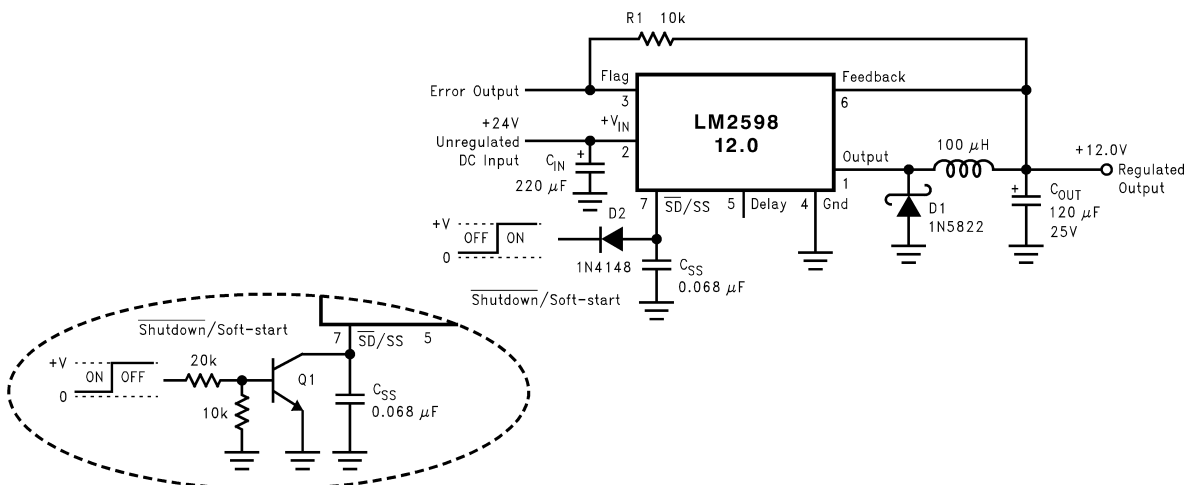 R1 10k
Flag
Error Output
3
Feedback
6
+24V
Unregulated
DC Input
+VIN
2
CIN
+
220 μF
LM2598
12.0
Output
1
100 μH
+12.0V
Regulated
Output
+
COUT
120 μF
25V
D1
1N5822
7 SD/SS
5 Delay
4 Gnd
+V
OFF ON
0
D2
1N4148
CSS
0.068 μF
Shutdown/Soft-start
Shutdown/Soft-start
7 SD/SS 5
+V
ON OFF
0
20k
10k
Q1
CSS
0.068 μF